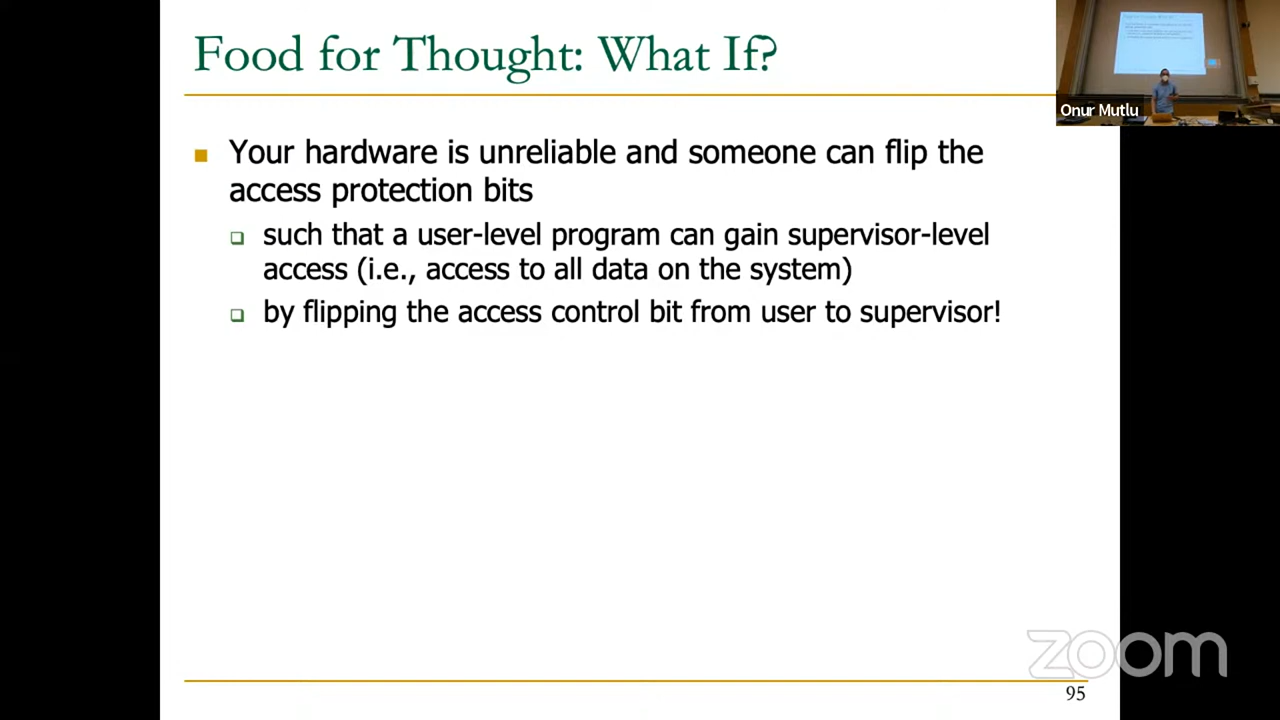 Food for Thought: What If?
Onur Mutlu
Your hardware is unreliable and someone can flip the
access protection bits
such that a user-level program can gain supervisor-level
access (i.e., access to all data on the system)
by flipping the access control bit from user to supervisor!
zoom
95